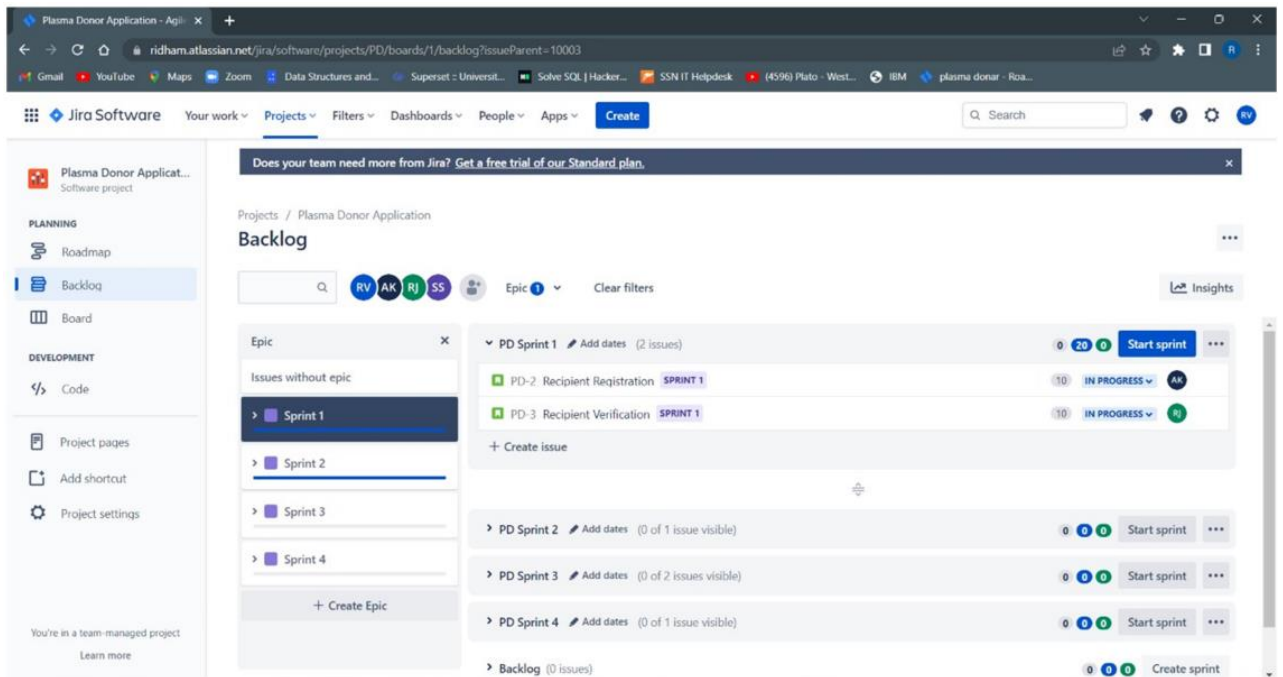 Plasma Donor Application - Agil
ridham.atlassian.net/jira/software/projects/PD/boards/1/backlog?issueParent=10003
R
Gmail YouTube Maps Zoom Data Structures and... Superset :: Universit... Solve SQL | Hacker... SSN IT Helpdesk (4596) Plato - West... IBM plasma donar - Roa...
Jira Software Your work Projects Filters Dashboards People Apps Create Search RV
Does your team need more from Jira? Get a free trial of our Standard plan.
Plasma Donor Applicat...
Software project
PLANNING
Roadmap
Backlog
Board
DEVELOPMENT
Code
Project pages
Add shortcut
Project settings
You're in a team-managed project
Learn more
Projects / Plasma Donor Application
Backlog
RV AK RJ SS Epic 1 Clear filters Insights
Epic
Issues without epic
Sprint 1
Sprint 2
Sprint 3
Sprint 4
+ Create Epic
PD Sprint 1 Add dates (2 issues) 0 20 0 Start sprint
PD-2 Recipient Registration SPRINT 1 10 IN PROGRESS AK
PD-3 Recipient Verification SPRINT 1 10 IN PROGRESS RJ
+ Create issue
PD Sprint 2 Add dates (0 of 1 issue visible) 0 0 0 Start sprint
PD Sprint 3 Add dates (0 of 2 issues visible) 0 0 0 Start sprint
PD Sprint 4 Add dates (0 of 1 issue visible) 0 0 0 Start sprint
Backlog (0 issues) 0 0 0 Create sprint